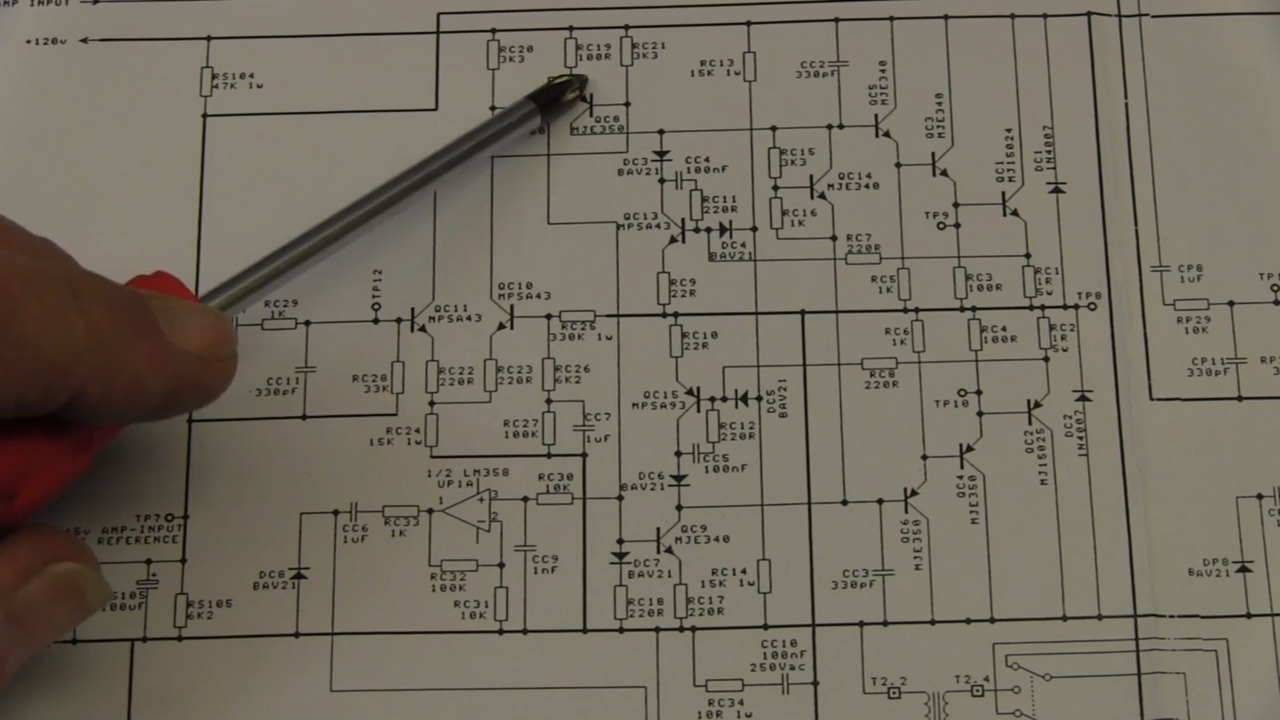 AMP INPUT
+120v
RS104
47K 1w
RC20
3K3
RC19
100R
RC21
3K3
QC8
MJE350
RC13
15K 1w
CC2
330pF
QC5
MJE340
QC3
MJE340
QC1
MJ15024
DC1
1N4007
DC3
BAV21
CC4
100nF
RC11
220R
RC15
3K3
QC14
MJE340
RC16
1K
TP9
QC13
MPSA43
DC4
BAV21
RC7
220R
RC9
22R
RC5
1K
RC3
100R
RC1
1R
5w
TP8
CP8
1uF
RP29
10K
CP11
330pF
TP12
RC29
1K
QC11
MPSA43
QC10
MPSA43
RC25
330K 1w
CC11
330pF
RC28
33K
RC22
220R
RC23
220R
RC26
6K2
RC24
15K 1w
RC27
100K
CC7
1uF
RC10
22R
RC6
1K
RC4
100R
RC2
1R
5w
RC8
220R
QC15
MPSA93
DC5
BAV21
RC12
220R
CC5
100nF
TP10
QC2
MJ15025
DC2
1N4007
QC4
MJE350
QC6
MJE350
DC6
BAV21
1/2 LM358
UP1A
1
3
+
2
-
RC30
10K
RC33
1K
CC6
1uF
RC32
100K
RC31
10K
CC9
1nF
DC8
BAV21
TP7
AMP-INPUT
REFERENCE
RS105
6K2
QC9
MJE340
DC7
BAV21
RC18
220R
RC17
220R
RC14
15K 1w
CC3
330pF
DP8
BAV21
CC10
100nF
250Vac
RC34
10R 1w
T2.2
T2.4